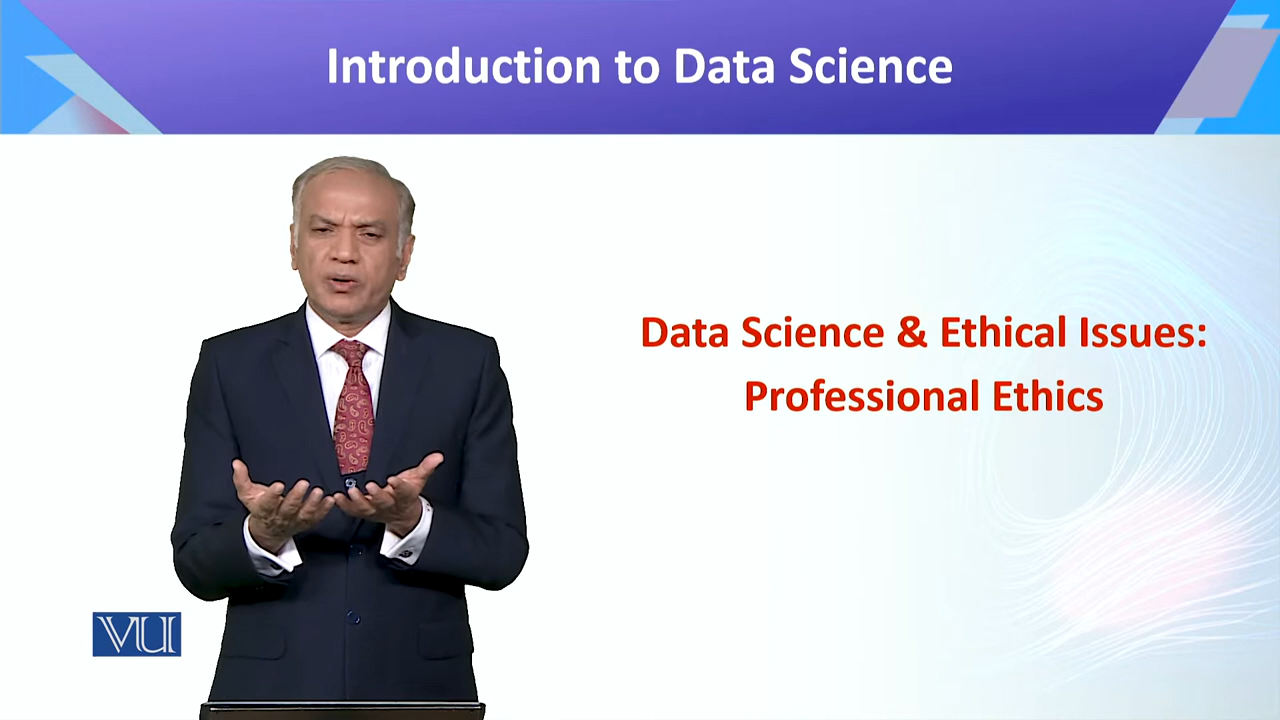 Introduction to Data Science
Data Science & Ethical Issues:
Professional Ethics
VU